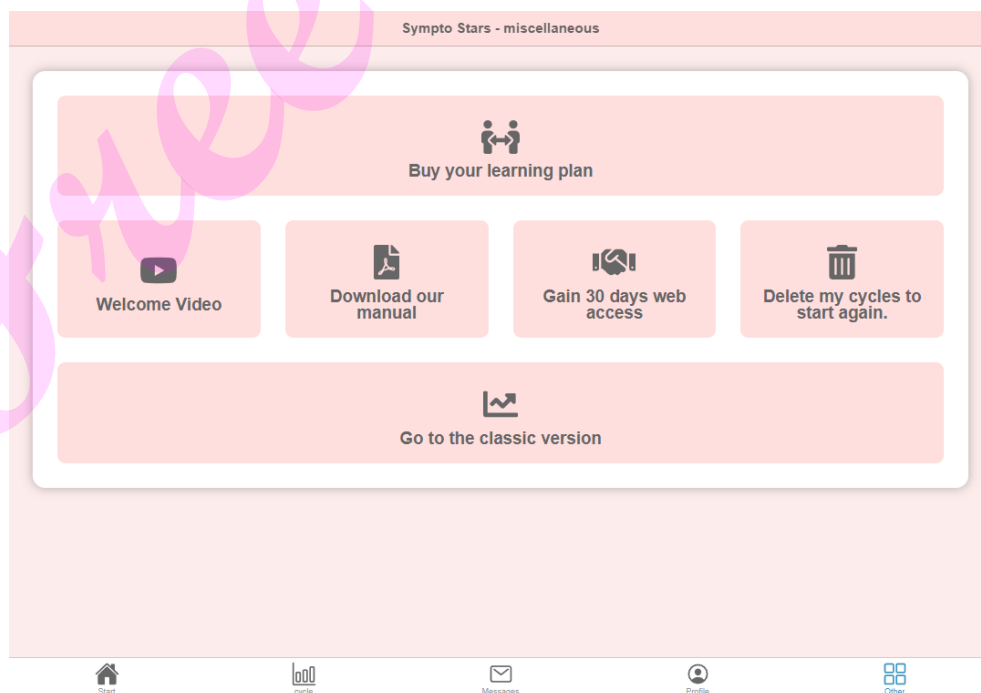 Sympto Stars - miscellaneous
Buy your learning plan
Welcome Video
Download our
manual
Gain 30 days web
access
Delete my cycles to
start again.
Go to the classic version
Start
cycle
Messages
Profile
Other